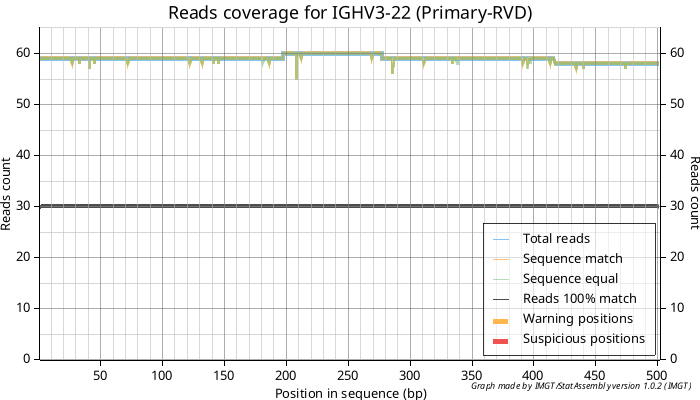 Reads coverage for IGHV3-22 (Primary-RVD)
60
50
40
30
20
10
0
Reads count
60
50
40
30
20
10
0
Reads count
Total reads
Sequence match
Sequence equal
Reads 100% match
Warning positions
Suspicious positions
50 100 150 200 250 300 350 400 450 500
Position in sequence (bp)
Graph made by IMGT/StatAssembly version 1.0.2 (IMGT)